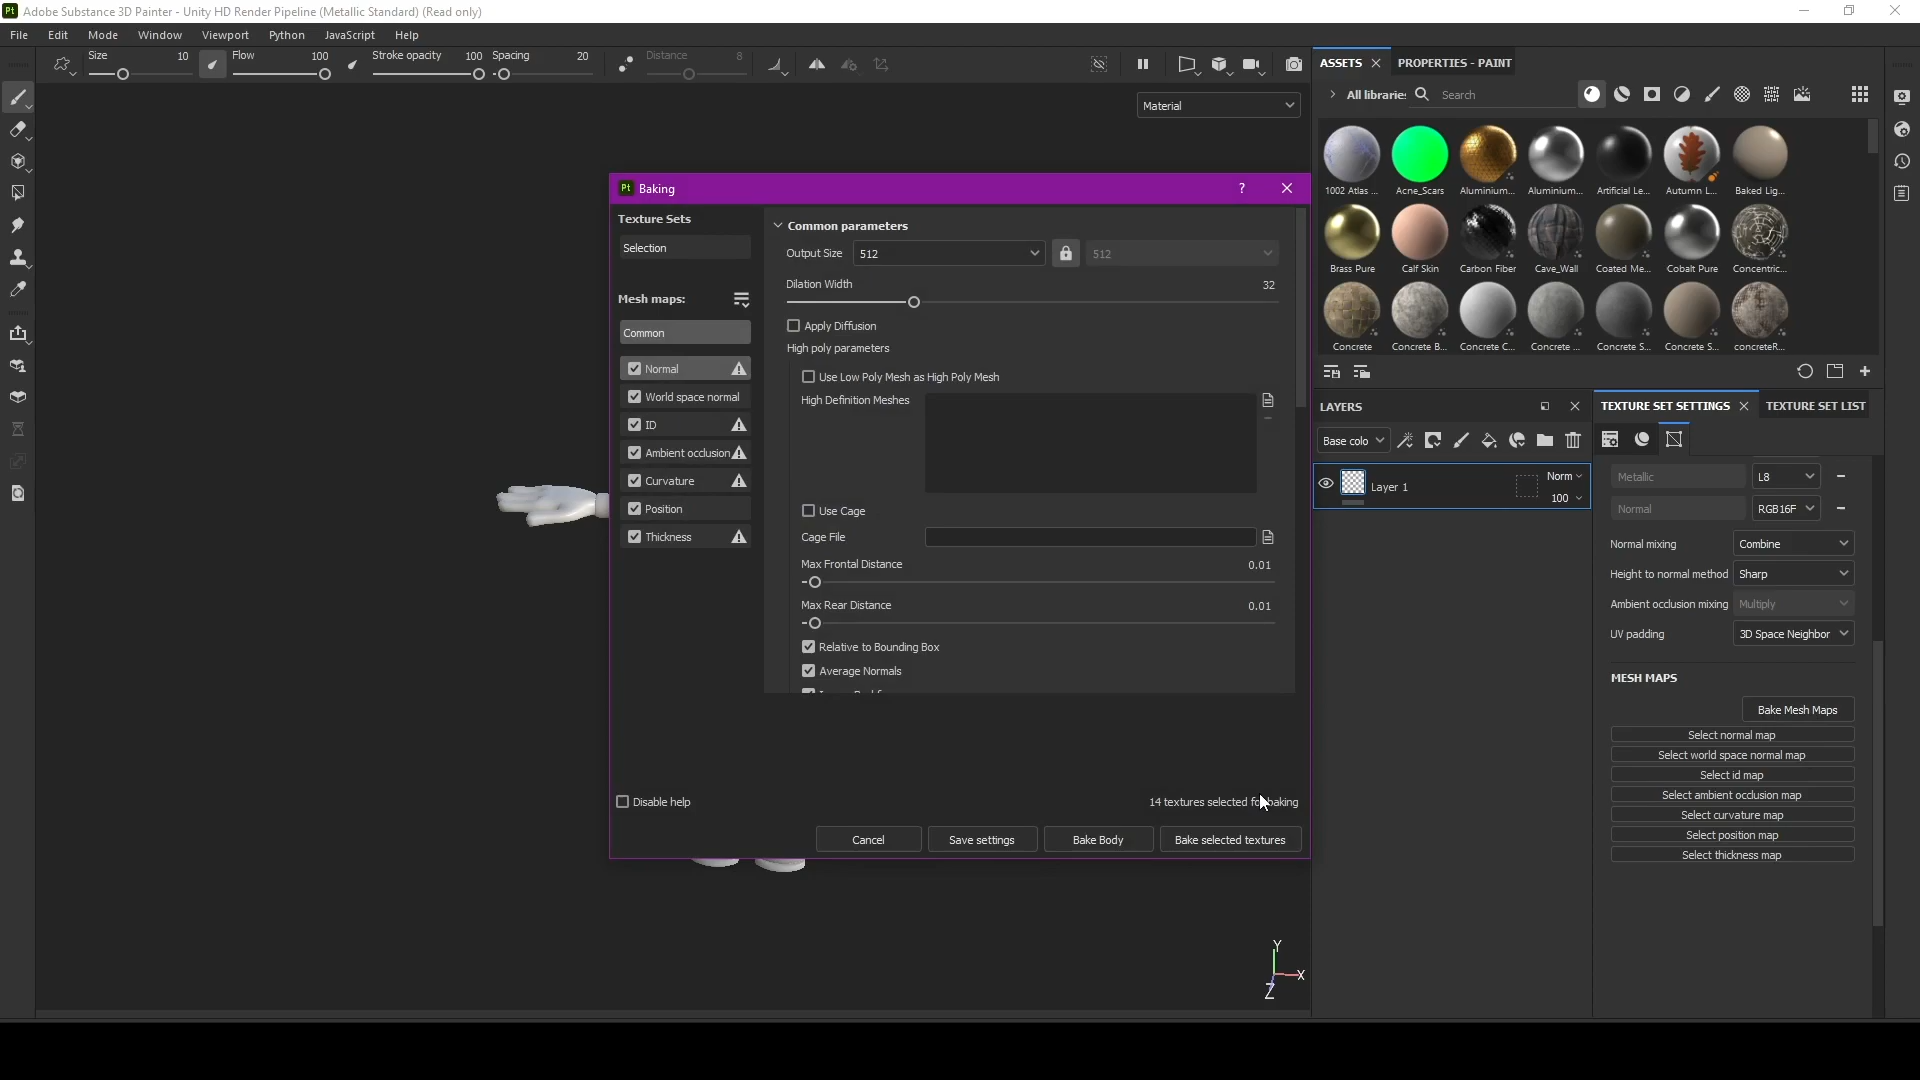 Pt Adobe Substance 3D Painter - Unity HD Render Pipeline (Metallic Standard) (Read only)
File Edit Mode Window Viewport Python JavaScript Help
Size 10 Flow 100 Stroke opacity 100 Spacing 20 Distance 8
Material
Pt Baking ?
Texture Sets
Selection
Mesh maps:
Common
Normal
World space normal
ID
Ambient occlusion
Curvature
Position
Thickness
Common parameters
Output Size 512 512
Dilation Width 32
Apply Diffusion
High poly parameters
Use Low Poly Mesh as High Poly Mesh
High Definition Meshes
Use Cage
Cage File
Max Frontal Distance 0.01
Max Rear Distance 0.01
Relative to Bounding Box
Average Normals
Disable help
14 textures selected for baking
Cancel Save settings Bake Body Bake selected textures
Y
X
Z
ASSETS PROPERTIES - PAINT
All libraries Search
1002 Atlas ... Acne_Scars Aluminium... Aluminium... Artificial Le... Autumn L... Baked Lig...
Brass Pure Calf Skin Carbon Fiber Cave_Wall Coated Me... Cobalt Pure Concentric...
Concrete Concrete B... Concrete C... Concrete ... Concrete S... Concrete S... concreteR...
LAYERS
Base colo
Layer 1
Norm
100
TEXTURE SET SETTINGS TEXTURE SET LIST
Metallic L8
Normal RGB16F
Normal mixing Combine
Height to normal method Sharp
Ambient occlusion mixing Multiply
UV padding 3D Space Neighbor
MESH MAPS
Bake Mesh Maps
Select normal map
Select world space normal map
Select id map
Select ambient occlusion map
Select curvature map
Select position map
Select thickness map